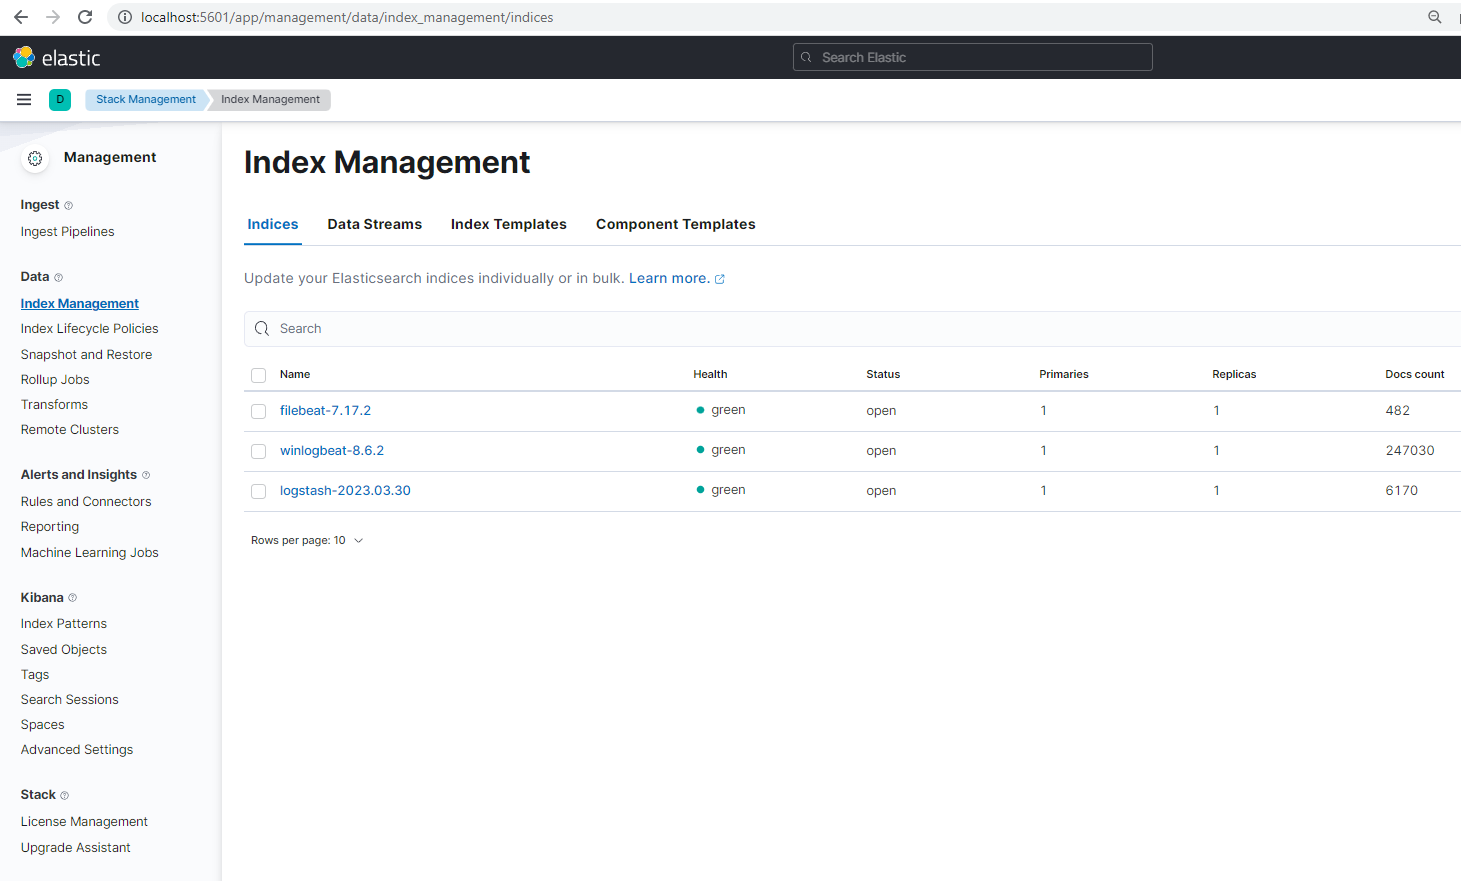 localhost:5601/app/management/data/index_management/indices
elastic
Search Elastic
D
Stack Management
Index Management
Management
Ingest
Ingest Pipelines
Data
Index Management
Index Lifecycle Policies
Snapshot and Restore
Rollup Jobs
Transforms
Remote Clusters
Alerts and Insights
Rules and Connectors
Reporting
Machine Learning Jobs
Kibana
Index Patterns
Saved Objects
Tags
Search Sessions
Spaces
Advanced Settings
Stack
License Management
Upgrade Assistant
Index Management
Indices Data Streams Index Templates Component Templates
Update your Elasticsearch indices individually or in bulk. Learn more.
Search
Name Health Status Primaries Replicas Docs count
filebeat-7.17.2 green open 1 1 482
winlogbeat-8.6.2 green open 1 1 247030
logstash-2023.03.30 green open 1 1 6170
Rows per page: 10